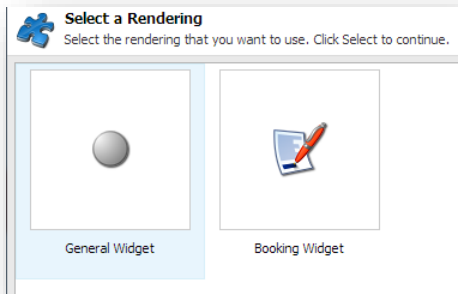 Select a Rendering
Select the rendering that you want to use. Click Select to continue.
General Widget
Booking Widget